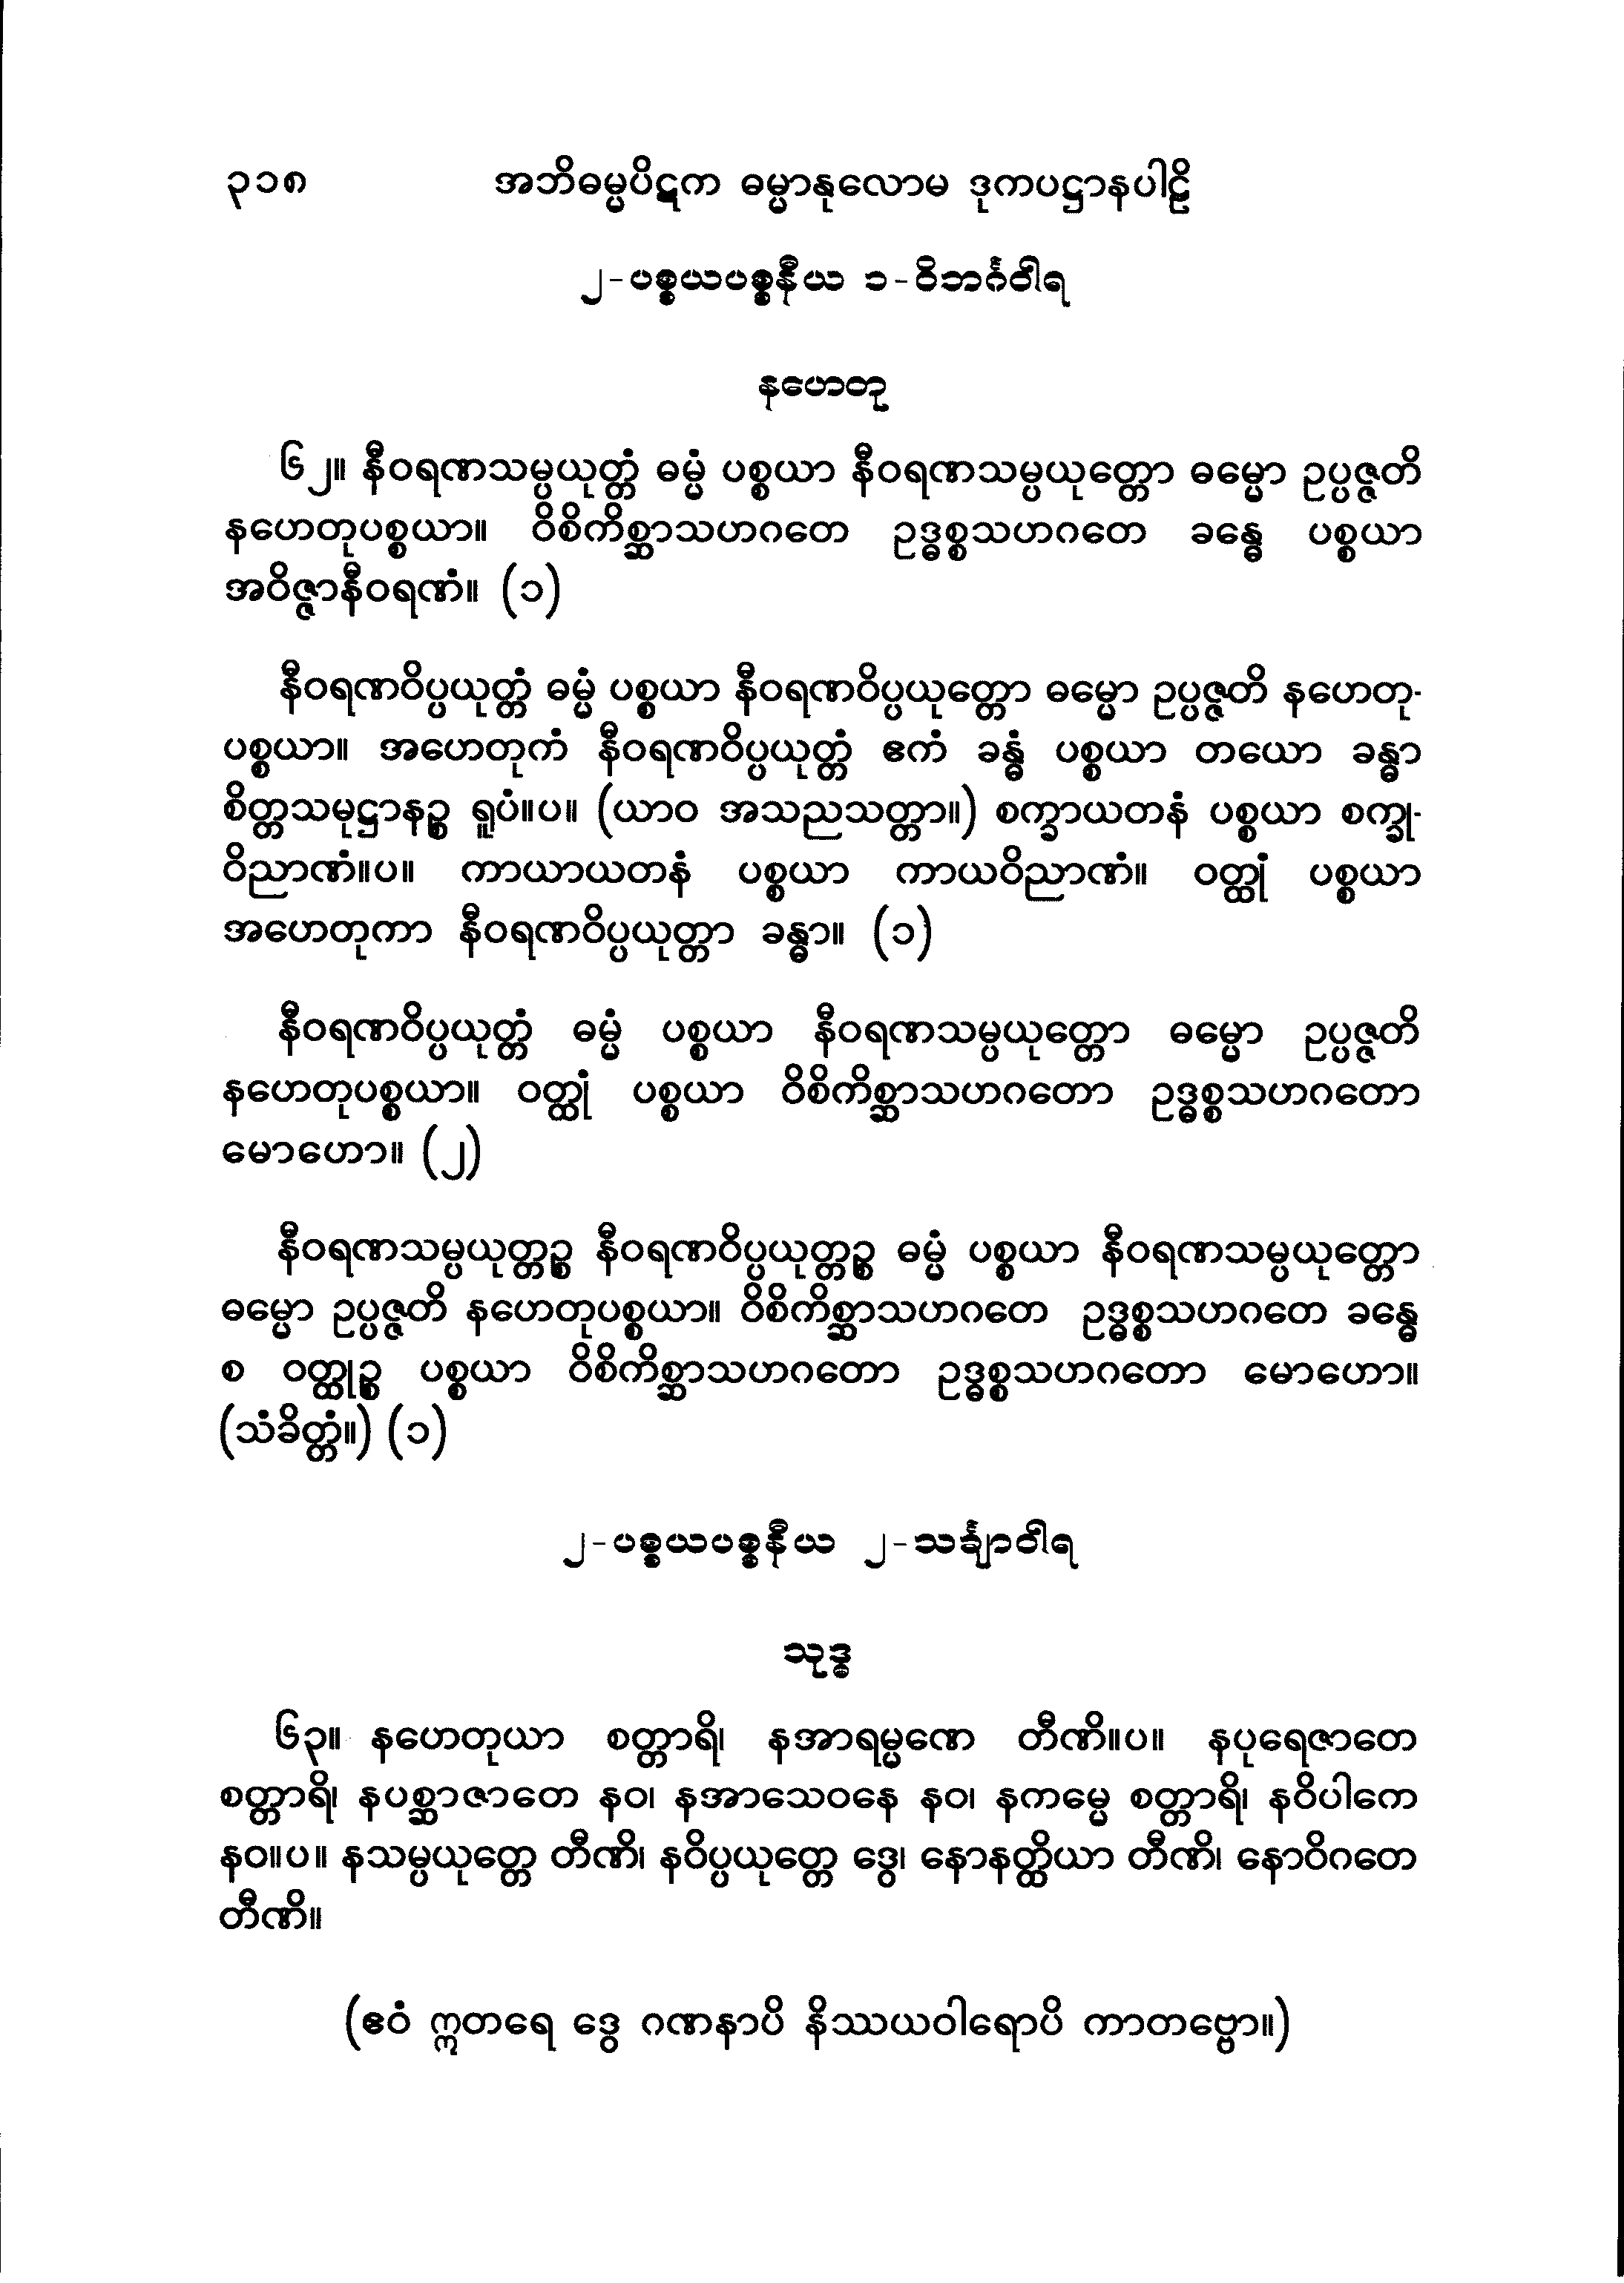 ၃၁၈ အဘိဓမ္မပိဋက ဓမ္မာနုလောမ ဒုကပဋ္ဌာနပါဠိ
၂-ပစ္စယပစ္စနီယ ၁-ဝိဘင်္ဂဝါရ
နဟေတု
၆၂။ နီဝရဏသမ္ပယုတ္တံ ဓမ္မံ ပစ္စယာ နီဝရဏသမ္ပယုတ္တော ဓမ္မော ဥပ္ပဇ္ဇတိ
နဟေတုပစ္စယာ။ ဝိစိကိစ္ဆာသဟဂတေ ဥဒ္ဓစ္စသဟဂတေ ခန္ဓေ ပစ္စယာ
အဝိဇ္ဇာနီဝရဏံ။ (၁)
နီဝရဏဝိပ္ပယုတ္တံ ဓမ္မံ ပစ္စယာ နီဝရဏဝိပ္ပယုတ္တော ဓမ္မော ဥပ္ပဇ္ဇတိ နဟေတု-
ပစ္စယာ။ အဟေတုကံ နီဝရဏဝိပ္ပယုတ္တံ ဧကံ ခန္ဓံ ပစ္စယာ တယော ခန္ဓာ
စိတ္တသမုဋ္ဌာနဉ္စ ရူပံ။ပ။ (ယာဝ အသညသတ္တာ။) စက္ခာယတနံ ပစ္စယာ စက္ခု-
ဝိညာဏံ။ပ။ ကာယာယတနံ ပစ္စယာ ကာယဝိညာဏံ။ ဝတ္ထုံ ပစ္စယာ
အဟေတုကာ နီဝရဏဝိပ္ပယုတ္တာ ခန္ဓာ။ (၁)
နီဝရဏဝိပ္ပယုတ္တံ ဓမ္မံ ပစ္စယာ နီဝရဏသမ္ပယုတ္တော ဓမ္မော ဥပ္ပဇ္ဇတိ
နဟေတုပစ္စယာ။ ဝတ္ထုံ ပစ္စယာ ဝိစိကိစ္ဆာသဟဂတော ဥဒ္ဓစ္စသဟဂတော
မောဟော။ (၂)
နီဝရဏသမ္ပယုတ္တဉ္စ နီဝရဏဝိပ္ပယုတ္တဉ္စ ဓမ္မံ ပစ္စယာ နီဝရဏသမ္ပယုတ္တော
ဓမ္မော ဥပ္ပဇ္ဇတိ နဟေတုပစ္စယာ။ ဝိစိကိစ္ဆာသဟဂတေ ဥဒ္ဓစ္စသဟဂတေ ခန္ဓေ
စ ဝတ္ထုဉ္စ ပစ္စယာ ဝိစိကိစ္ဆာသဟဂတော ဥဒ္ဓစ္စသဟဂတော မောဟော။
(သံခိတ္တံ။) (၁)
၂-ပစ္စယပစ္စနီယ ၂-သင်္ချာဝါရ
သုဒ္ဓ
၆၃။ နဟေတုယာ စတ္တာရိ၊ နအာရမ္မဏေ တီဏိ။ပ။ နပုရေဇာတေ
စတ္တာရိ၊ နပစ္ဆာဇာတေ နဝ၊ နအာသေဝနေ နဝ၊ နကမ္မေ စတ္တာရိ၊ နဝိပါကေ
နဝ။ပ။ နသမ္ပယုတ္တေ တီဏိ၊ နဝိပ္ပယုတ္တေ ဒွေ၊ နောနတ္ထိယာ တီဏိ၊ နောဝိဂတေ
တီဏိ။
(ဧဝံ ဣတရေ ဒွေ ဂဏနာပိ နိဿယဝါရောပိ ကာတဗ္ဗော။)